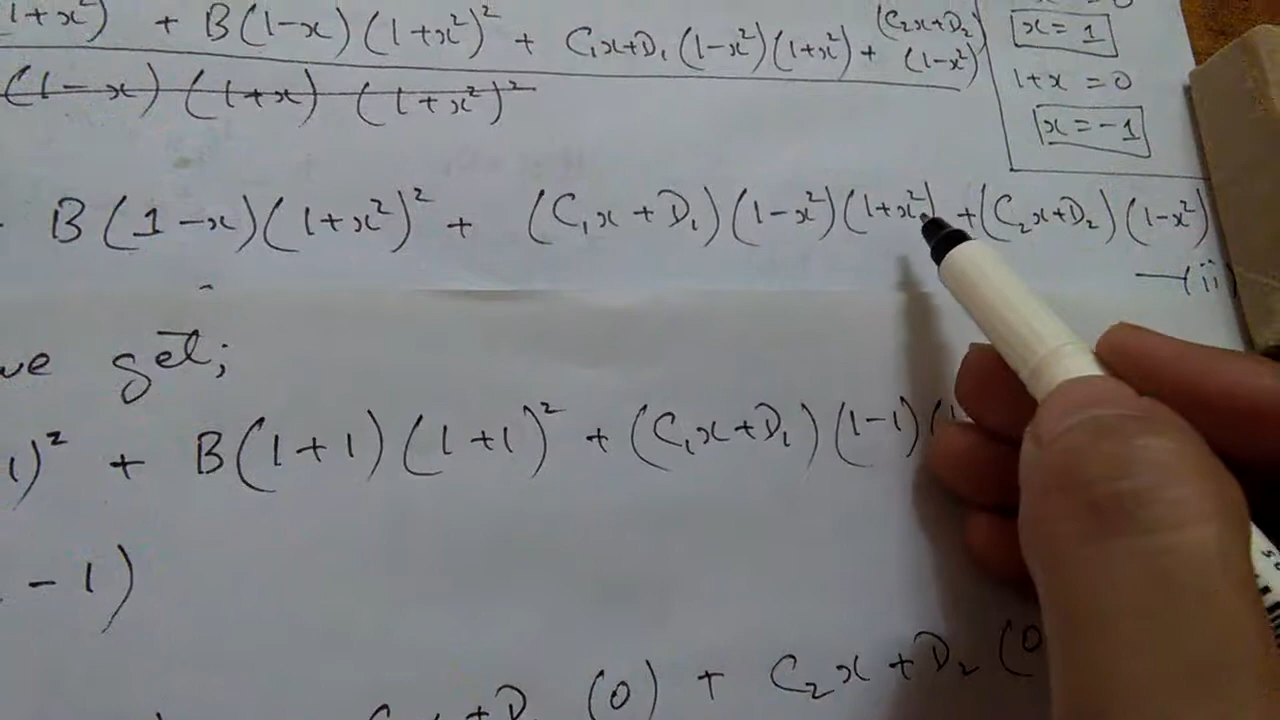 1+x²) + B(1-x)(1+x²)² + C₁x+D₁(1-x²)(1+x²) + (C₂x+D₂)(1-x²)
(1-x)(1+x)(1+x²)²
x = 1
1+x = 0
x = -1
B(1-x)(1+x²)² + (C₁x+D₁)(1-x²)(1+x²) + (C₂x+D₂)(1-x²)
—(ii)
we get;
1)² + B(1+1)(1+1)² + (C₁x+D₁)(1-1)(1
- 1)
(0) + C₂x+D₂(0